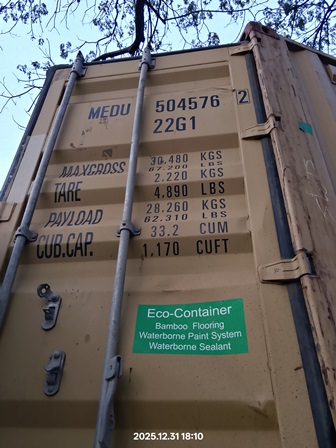 MEDU 504576 2
22G1
MAXGROSS 30.480 KGS
67.200 LBS
TARE 2.220 KGS
4.890 LBS
PAYLOAD 28.260 KGS
62.310 LBS
CUB.CAP. 33.2 CUM
1.170 CUFT
Eco-Container
Bamboo Flooring
Waterborne Paint System
Waterborne Sealant
2025.12.31 18:10